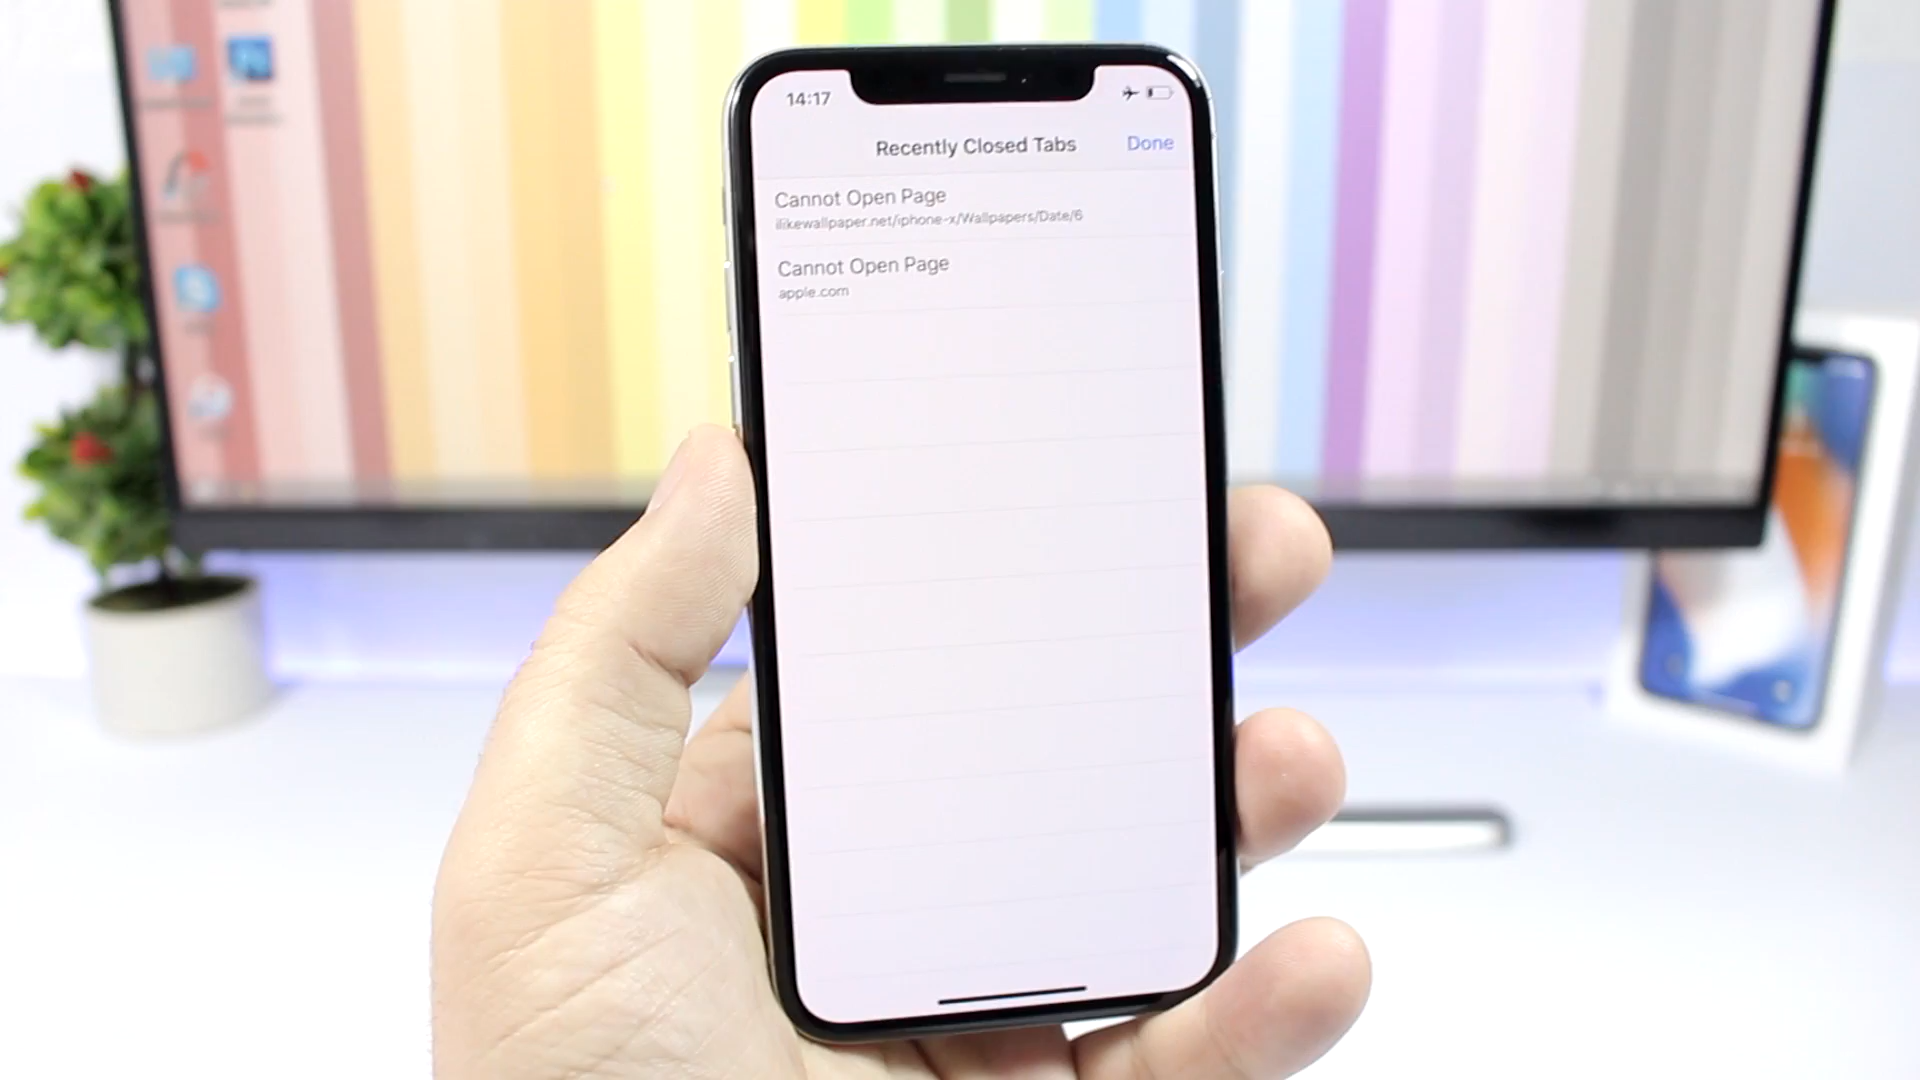 14:17
Recently Closed Tabs
Done
Cannot Open Page
ilikewallpaper.net/iphone-x/Wallpapers/Date/6
Cannot Open Page
apple.com